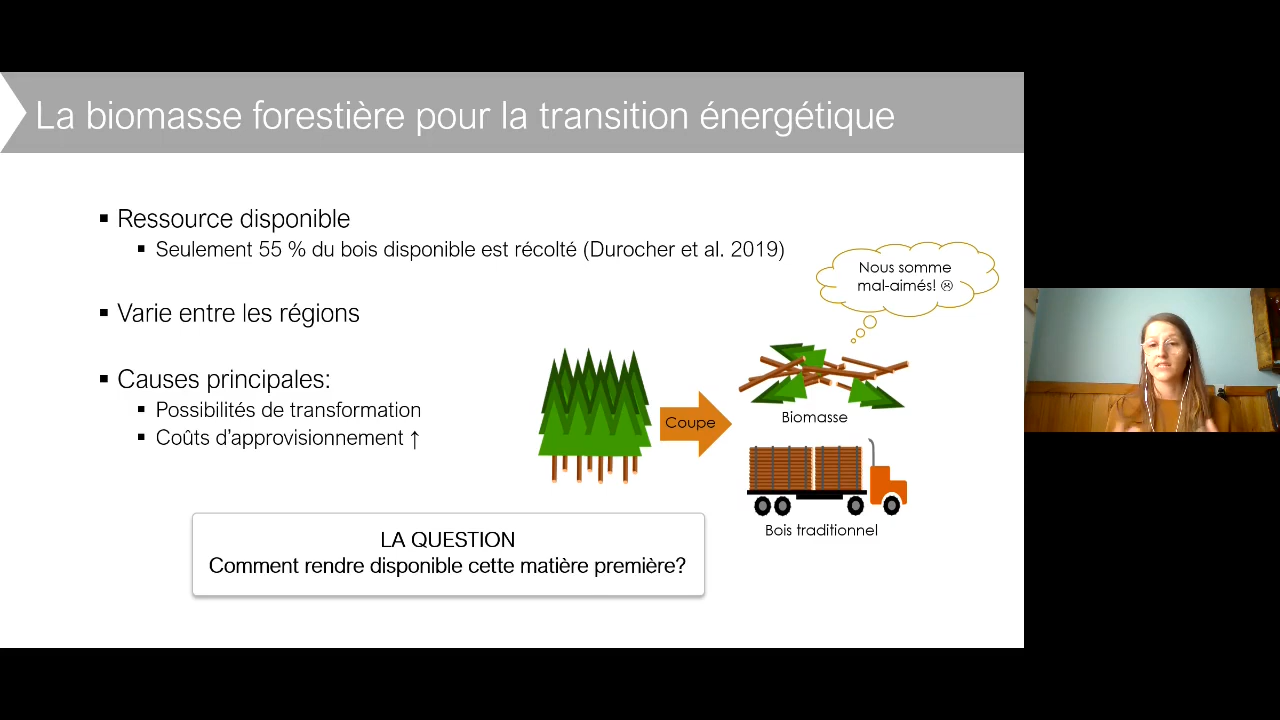 La biomasse forestière pour la transition énergétique
▪ Ressource disponible
▪ Seulement 55 % du bois disponible est récolté (Durocher et al. 2019)
▪ Varie entre les régions
▪ Causes principales:
▪ Possibilités de transformation
▪ Coûts d'approvisionnement ↑
Nous somme
mal-aimés! ☹
Coupe
Biomasse
Bois traditionnel
LA QUESTION
Comment rendre disponible cette matière première?